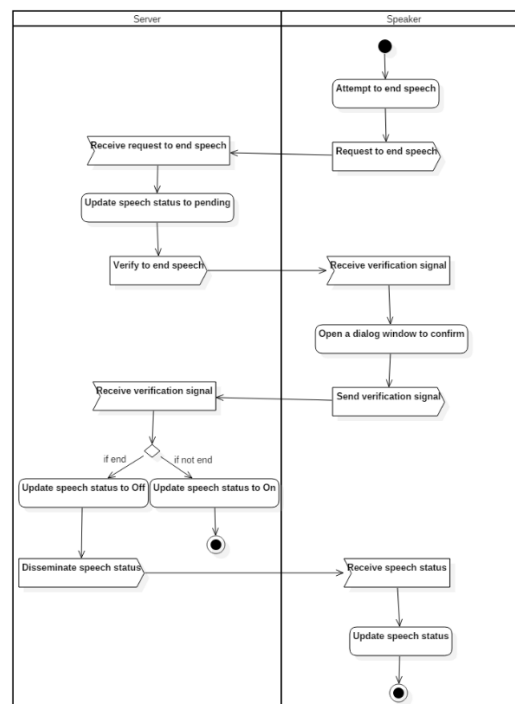 Server
Speaker
Attempt to end speech
Receive request to end speech
Request to end speech
Update speech status to pending
Verify to end speech
Receive verification signal
Open a dialog window to confirm
Receive verification signal
Send verification signal
if end
if not end
Update speech status to Off
Update speech status to On
Disseminate speech status
Receive speech status
Update speech status